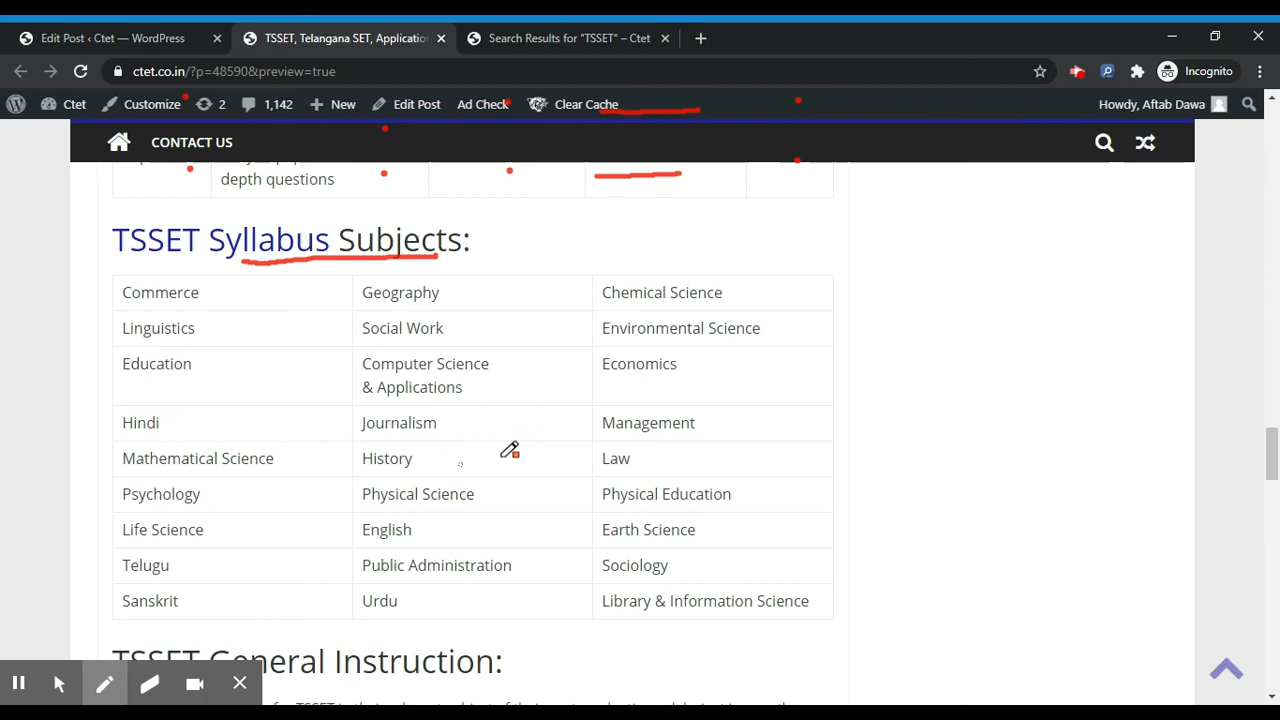 Edit Post ‹ Ctet — WordPress
TSSET, Telangana SET, Applicatio
Search Results for “TSSET” – Ctet
ctet.co.in/?p=48590&preview=true
Incognito
Ctet Customize 2 1,142 New Edit Post Ad Check Clear Cache
Howdy, Aftab Dawa
CONTACT US
depth questions
TSSET Syllabus Subjects:
Commerce Geography Chemical Science
Linguistics Social Work Environmental Science
Education Computer Science Economics
& Applications
Hindi Journalism Management
Mathematical Science History Law
Psychology Physical Science Physical Education
Life Science English Earth Science
Telugu Public Administration Sociology
Sanskrit Urdu Library & Information Science
TSSET General Instruction: